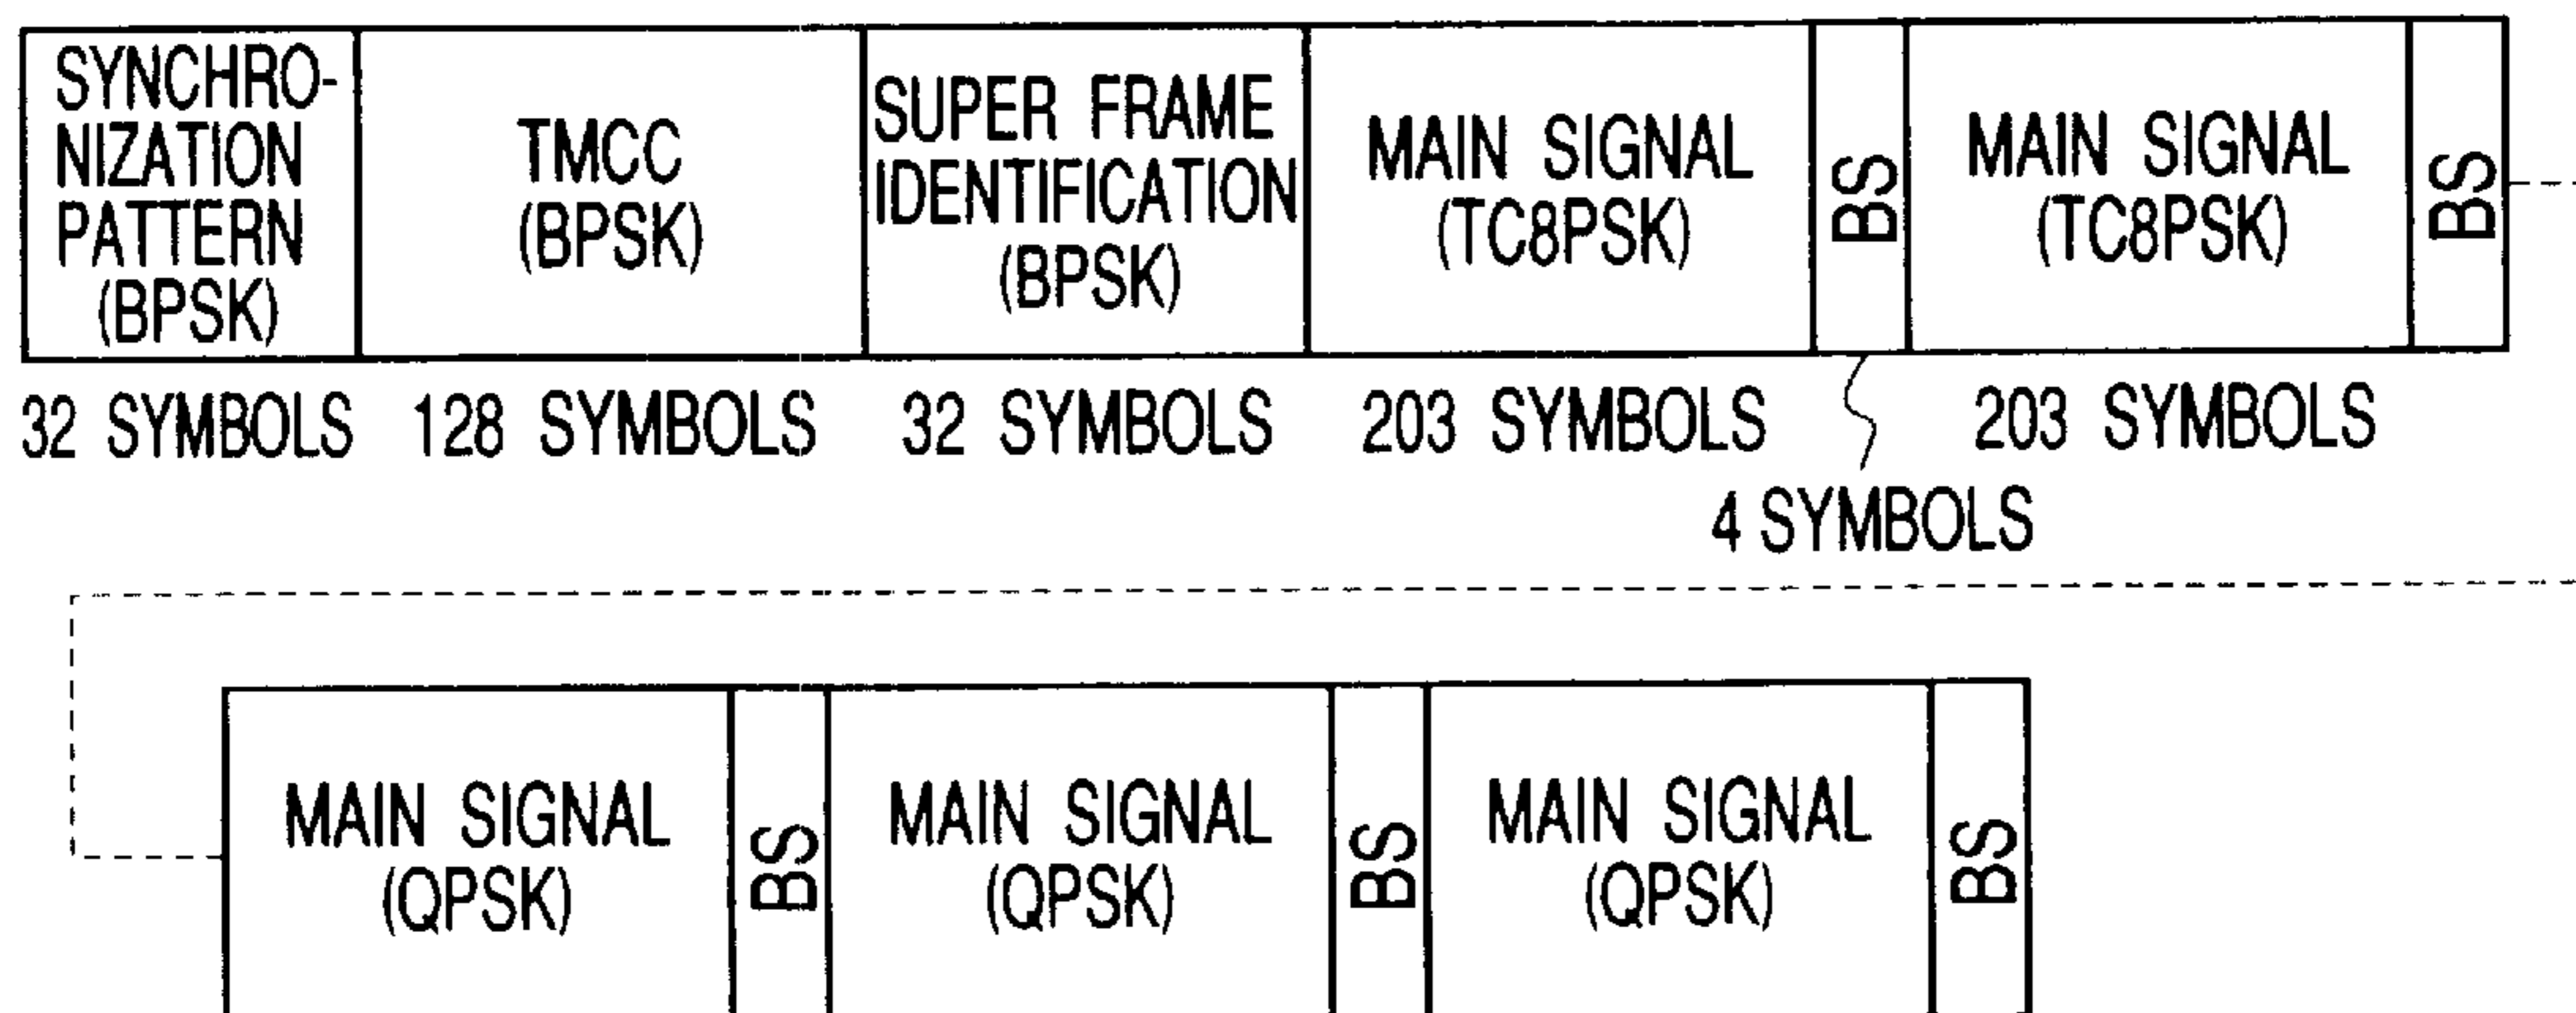 SYNCHRO-
NIZATION
PATTERN
(BPSK)
TMCC
(BPSK)
SUPER FRAME
IDENTIFICATION
(BPSK)
MAIN SIGNAL
(TC8PSK)
BS
MAIN SIGNAL
(TC8PSK)
BS
32 SYMBOLS
128 SYMBOLS
32 SYMBOLS
203 SYMBOLS
203 SYMBOLS
4 SYMBOLS
MAIN SIGNAL
(QPSK)
BS
MAIN SIGNAL
(QPSK)
BS
MAIN SIGNAL
(QPSK)
BS